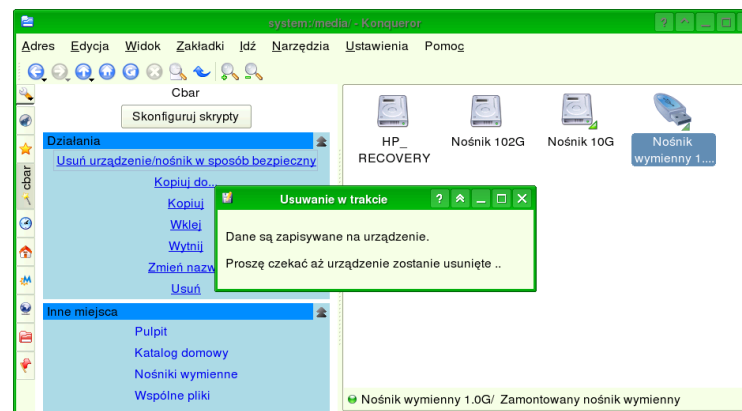 system:/media/ - Konqueror
Adres Edycja Widok Zakładki Idź Narzędzia Ustawienia Pomoc
Cbar
Skonfiguruj skrypty
Działania
Usuń urządzenie/nośnik w sposób bezpieczny
Kopiuj do...
Kopiuj
Wklej
Wytnij
Zmień nazw
Usuń
Inne miejsca
Pulpit
Katalog domowy
Nośniki wymienne
Wspólne pliki
cbar
HP_
RECOVERY
Nośnik 102G
Nośnik 10G
Nośnik
wymienny 1....
Usuwanie w trakcie
Dane są zapisywane na urządzenie.
Proszę czekać aż urządzenie zostanie usunięte ..
Nośnik wymienny 1.0G/ Zamontowany nośnik wymienny